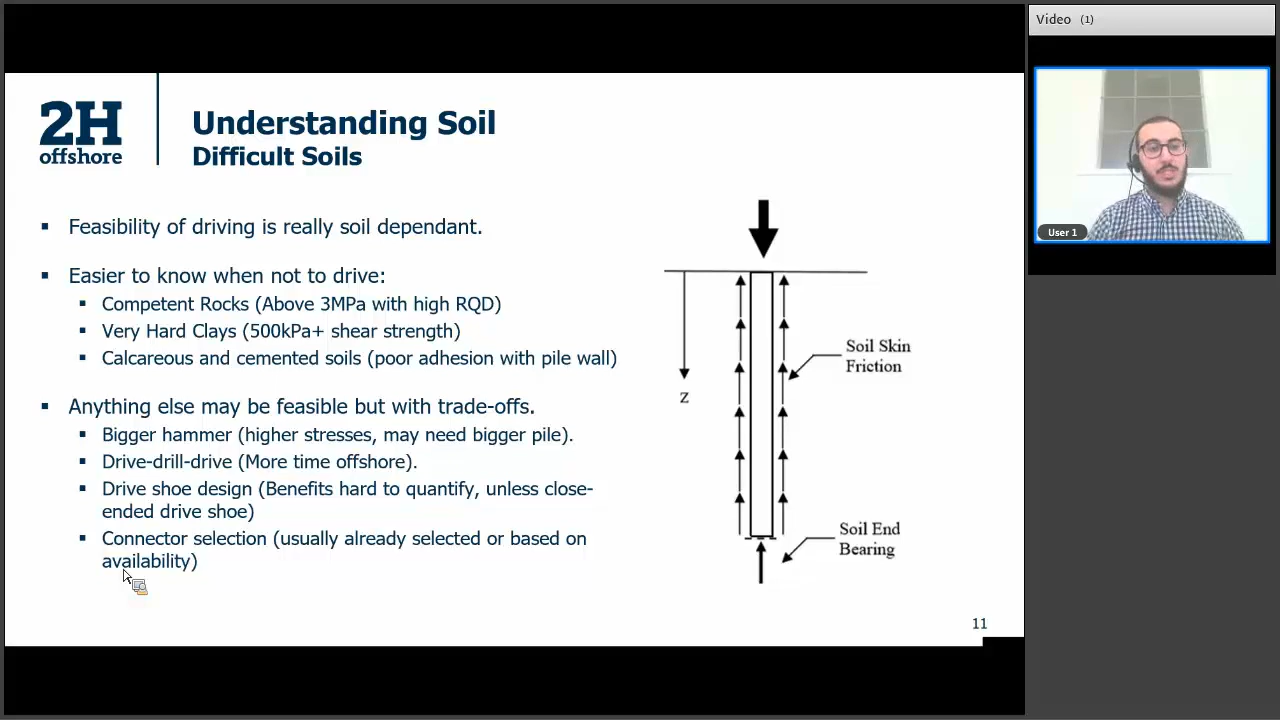 Video (1)
User 1
2H
offshore
Understanding Soil
Difficult Soils
▪ Feasibility of driving is really soil dependant.
▪ Easier to know when not to drive:
▪ Competent Rocks (Above 3MPa with high RQD)
▪ Very Hard Clays (500kPa+ shear strength)
▪ Calcareous and cemented soils (poor adhesion with pile wall)
▪ Anything else may be feasible but with trade-offs.
▪ Bigger hammer (higher stresses, may need bigger pile).
▪ Drive-drill-drive (More time offshore).
▪ Drive shoe design (Benefits hard to quantify, unless close-
ended drive shoe)
▪ Connector selection (usually already selected or based on
availability)
z
Soil Skin
Friction
Soil End
Bearing
11